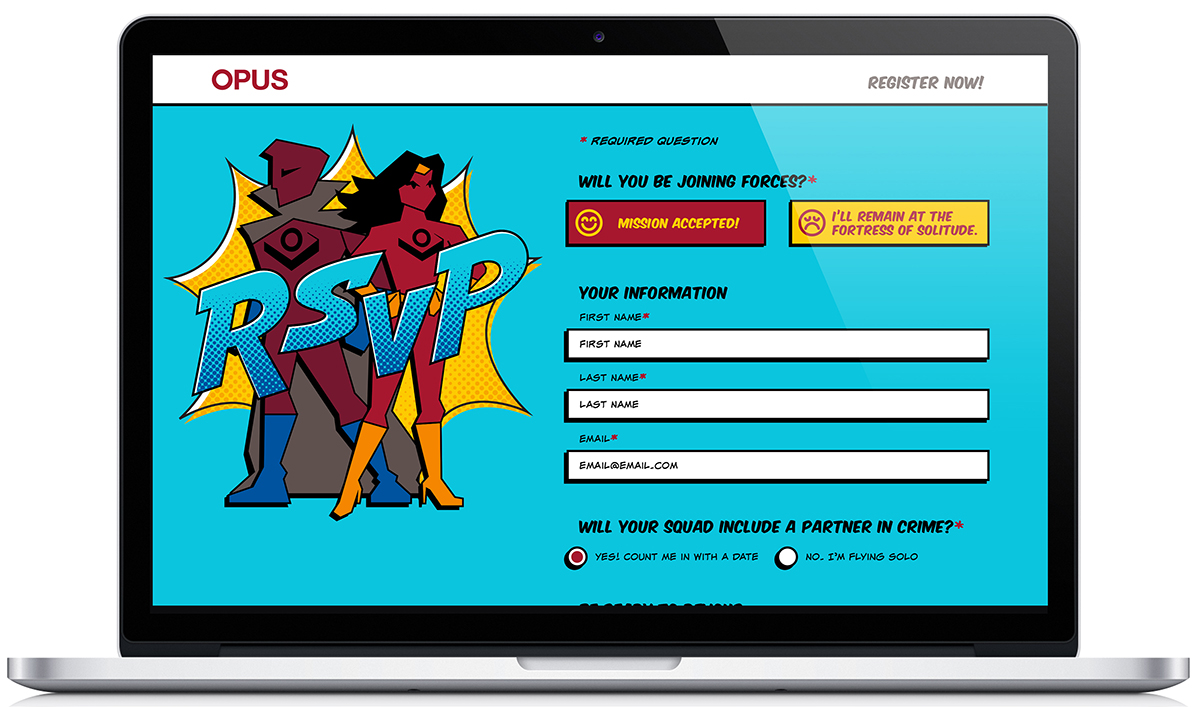 OPUS
REGISTER NOW!
RSVP
* REQUIRED QUESTION
WILL YOU BE JOINING FORCES?*
MISSION ACCEPTED!
I'LL REMAIN AT THE
FORTRESS OF SOLITUDE.
YOUR INFORMATION
FIRST NAME*
FIRST NAME
LAST NAME*
LAST NAME
EMAIL*
EMAIL@EMAIL.COM
WILL YOUR SQUAD INCLUDE A PARTNER IN CRIME?*
YES! COUNT ME IN WITH A DATE
NO. I'M FLYING SOLO